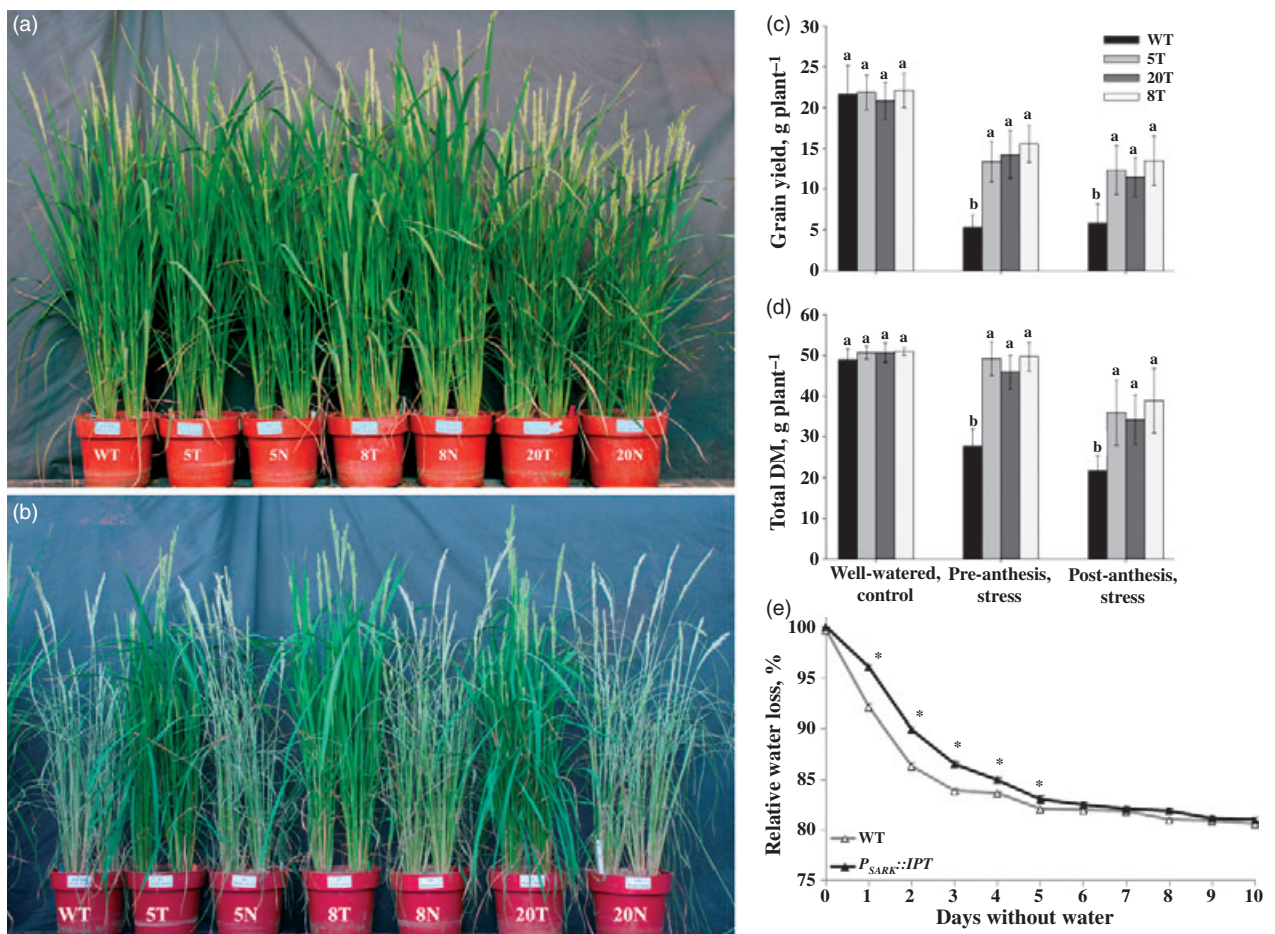 (a)
WT 5T 5N 8T 8N 20T 20N
(b)
WT 5T 5N 8T 8N 20T 20N
(c)
Grain yield, g plant⁻¹
30
25
20
15
10
5
0
WT
5T
20T
8T
a a a a
b a a a
b a a a
(d)
Total DM, g plant⁻¹
60
50
40
30
20
10
0
a a a a
b a a a
b a a a
Well-watered, Pre-anthesis, Post-anthesis,
control stress stress
(e)
Relative water loss, %
100
95
90
85
80
75
* * * * *
WT
P_SARK::IPT
0 1 2 3 4 5 6 7 8 9 10
Days without water